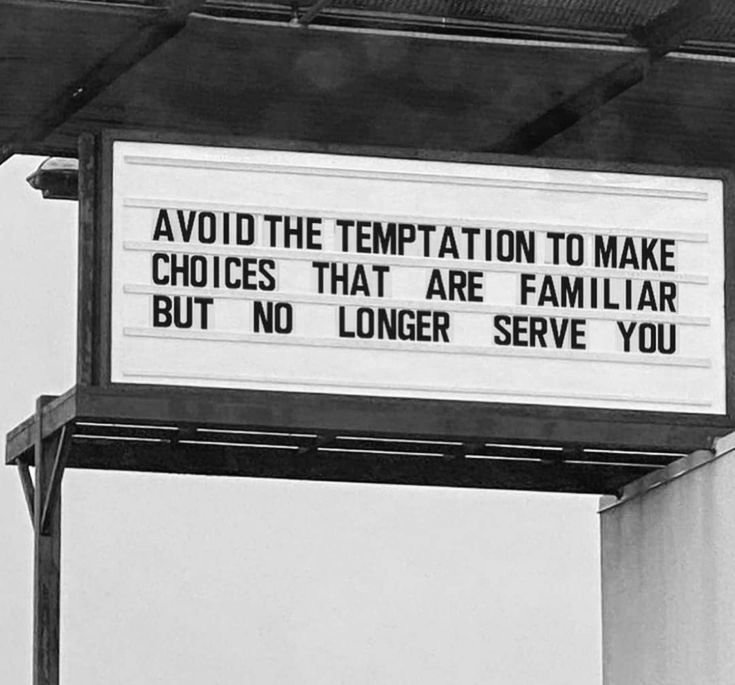 AVOID THE TEMPTATION TO MAKE
CHOICES THAT ARE FAMILIAR
BUT NO LONGER SERVE YOU